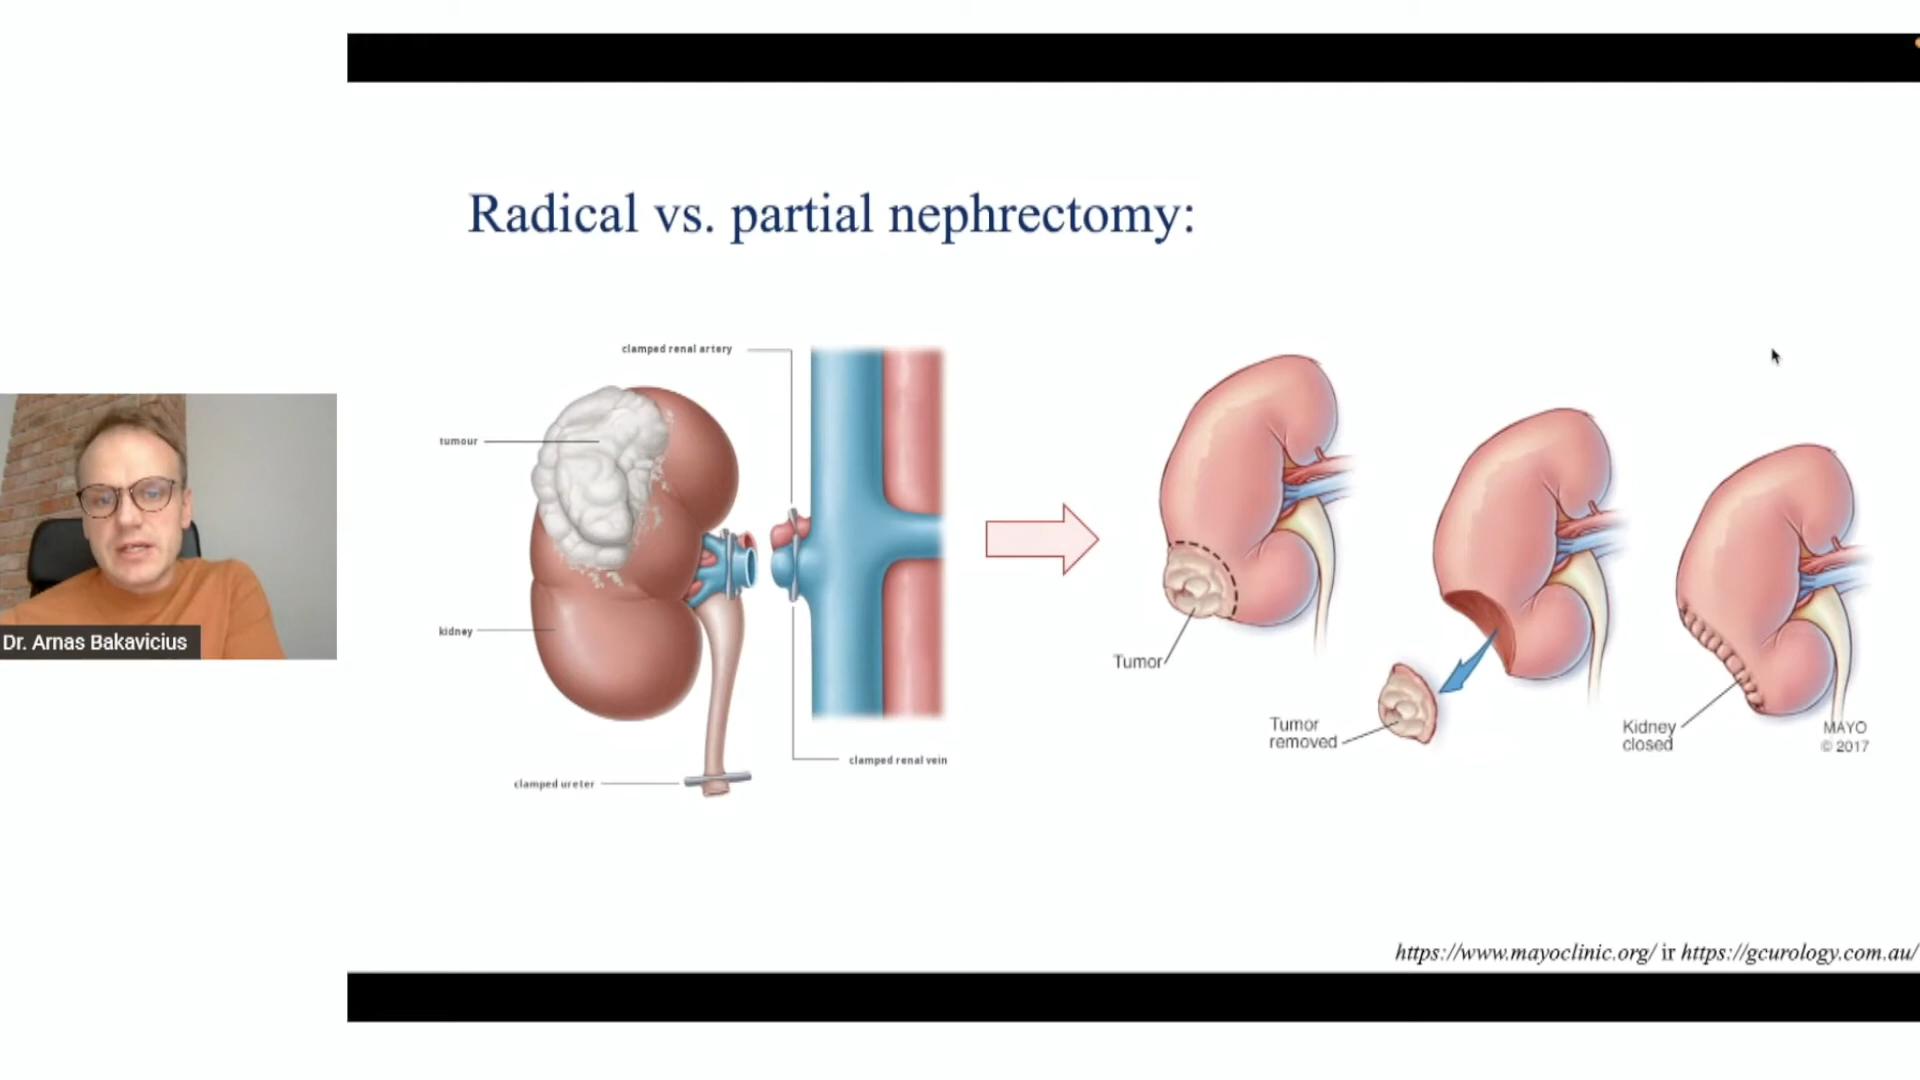 Radical vs. partial nephrectomy:
clamped renal artery
tumour
kidney
clamped renal vein
clamped ureter
Tumor
Tumor
removed
Kidney
closed
MAYO
© 2017
Dr. Arnas Bakavicius
https://www.mayoclinic.org/ ir https://gcurology.com.au/